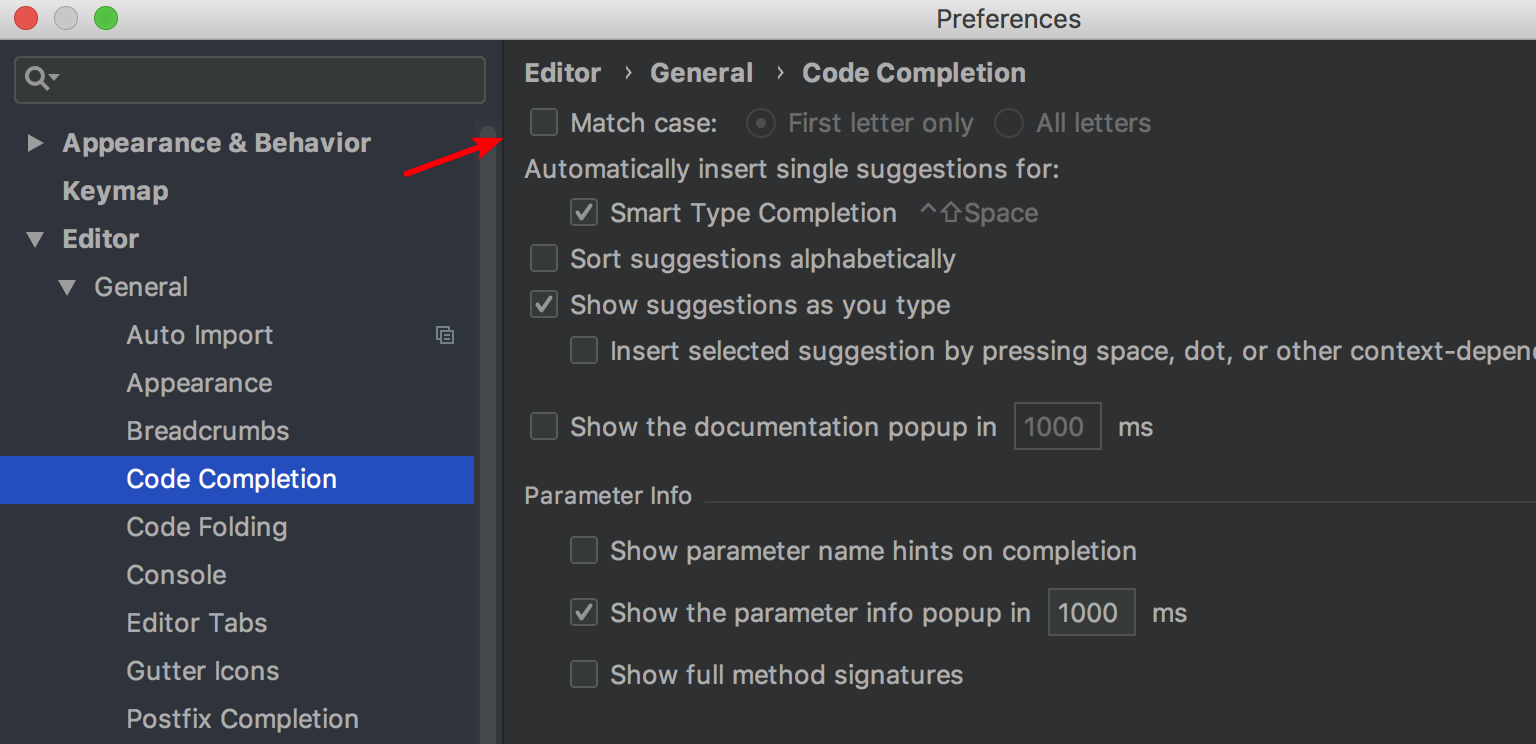 Preferences
Appearance & Behavior
Keymap
Editor
General
Auto Import
Appearance
Breadcrumbs
Code Completion
Code Folding
Console
Editor Tabs
Gutter Icons
Postfix Completion
Editor › General › Code Completion
Match case: First letter only All letters
Automatically insert single suggestions for:
Smart Type Completion ^⇧Space
Sort suggestions alphabetically
Show suggestions as you type
Insert selected suggestion by pressing space, dot, or other context-depen
Show the documentation popup in 1000 ms
Parameter Info
Show parameter name hints on completion
Show the parameter info popup in 1000 ms
Show full method signatures